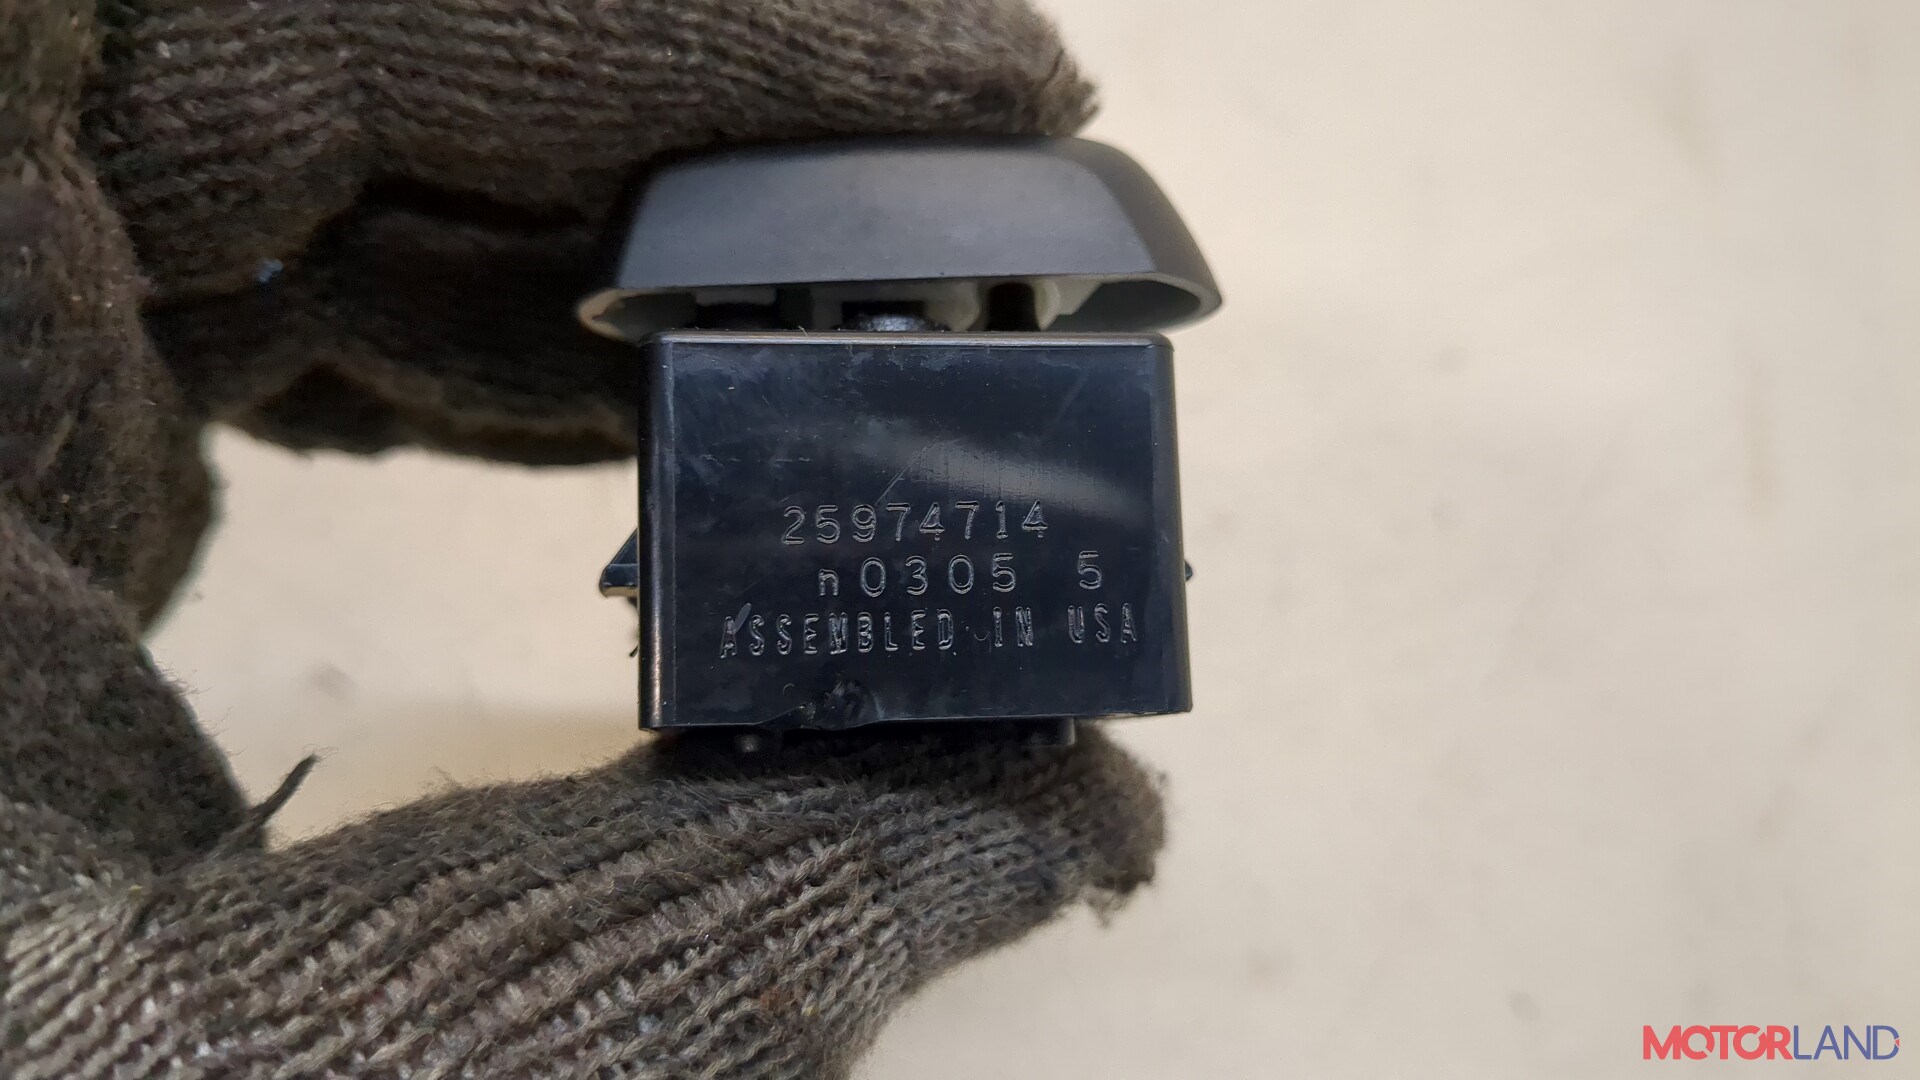 25974714
n0305 5
ASSEMBLED IN USA
MOTORLAND